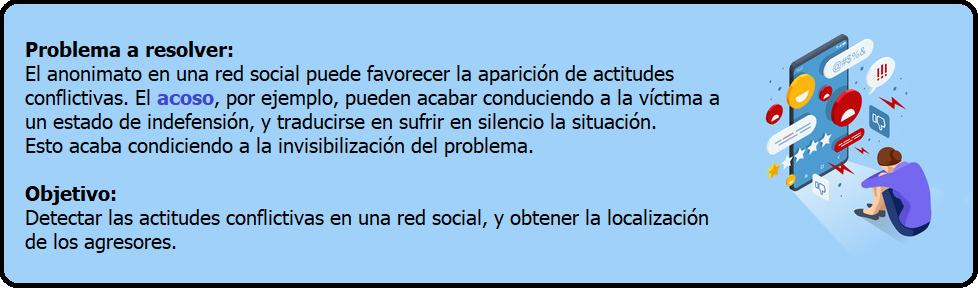 Problema a resolver:
El anonimato en una red social puede favorecer la aparición de actitudes
conflictivas. El acoso, por ejemplo, pueden acabar conduciendo a la víctima a
un estado de indefensión, y traducirse en sufrir en silencio la situación.
Esto acaba condiciendo a la invisibilización del problema.
Objetivo:
Detectar las actitudes conflictivas en una red social, y obtener la localización
de los agresores.
@#$%&
!!!